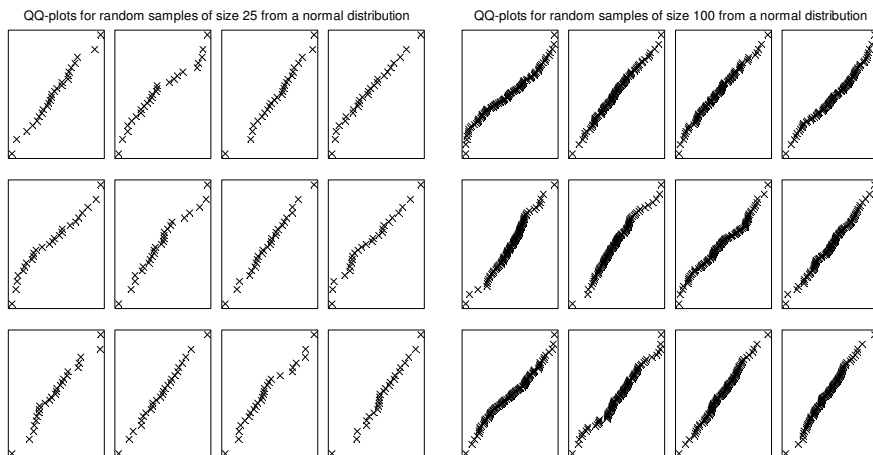 QQ-plots for random samples of size 25 from a normal distribution
QQ-plots for random samples of size 100 from a normal distribution